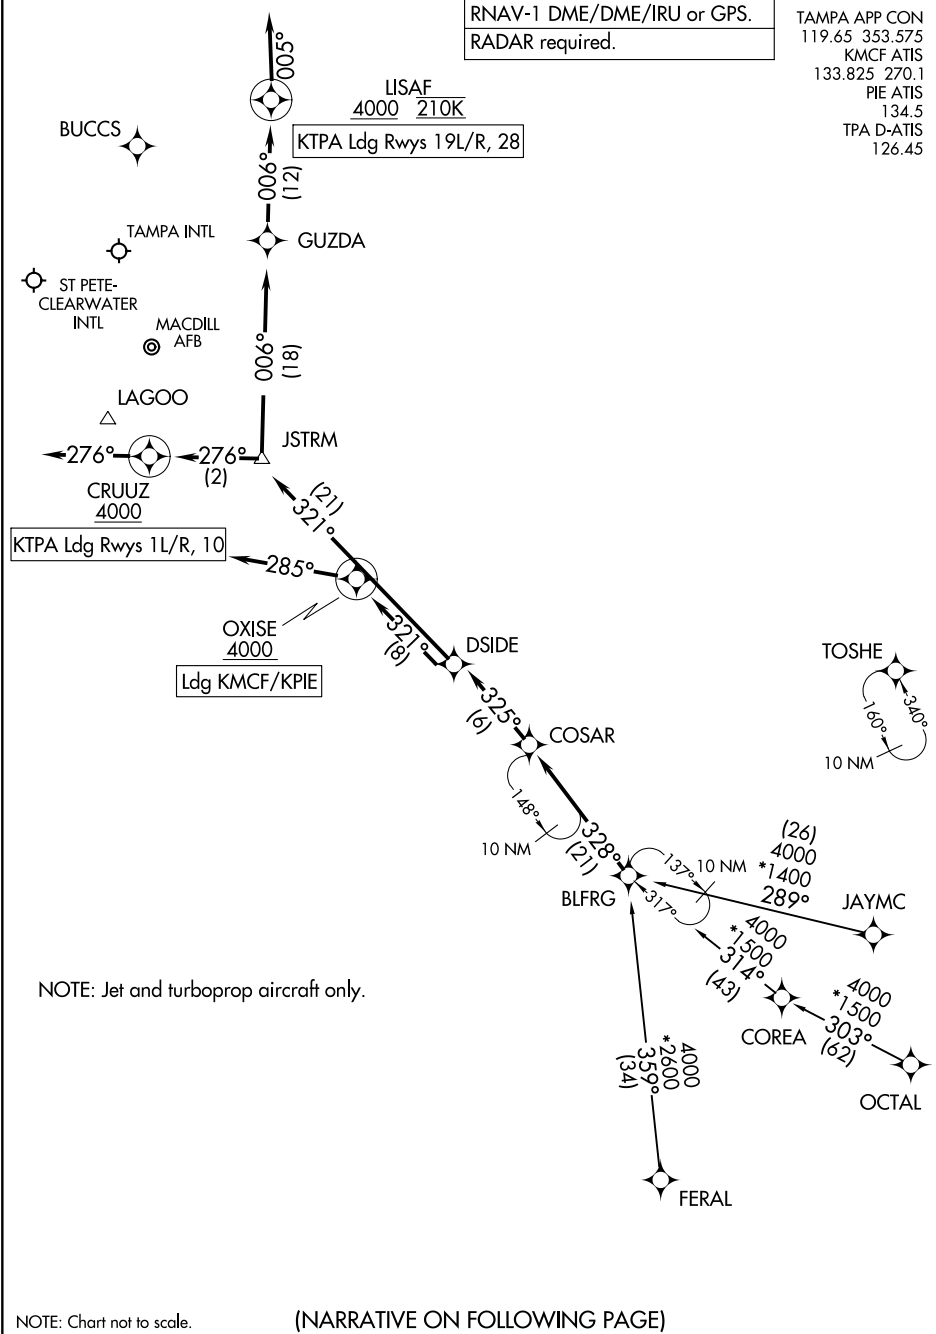 RNAV-1 DME/DME/IRU or GPS.
RADAR required.
TAMPA APP CON
119.65 353.575
KMCF ATIS
133.825 270.1
PIE ATIS
134.5
TPA D-ATIS
126.45
005°
LISAF
4000 210K
KTPA Ldg Rwys 19L/R, 28
BUCCS
006°
(12)
GUZDA
TAMPA INTL
ST PETE-
CLEARWATER
INTL
MACDILL
AFB
006°
(18)
LAGOO
JSTRM
276°
276°
(2)
CRUUZ
4000
KTPA Ldg Rwys 1L/R, 10
(21)
321°
285°
OXISE
4000
Ldg KMCF/KPIE
321°
(8)
DSIDE
325°
(6)
COSAR
TOSHE
340°
160°
10 NM
148°
10 NM
328°
(21)
BLFRG
137°
10 NM
317°
(26)
4000
*1400
289°
JAYMC
4000
*1500
314°
(43)
COREA
4000
*1500
303°
(62)
OCTAL
4000
*2600
359°
(34)
FERAL
NOTE: Jet and turboprop aircraft only.
NOTE: Chart not to scale.
(NARRATIVE ON FOLLOWING PAGE)